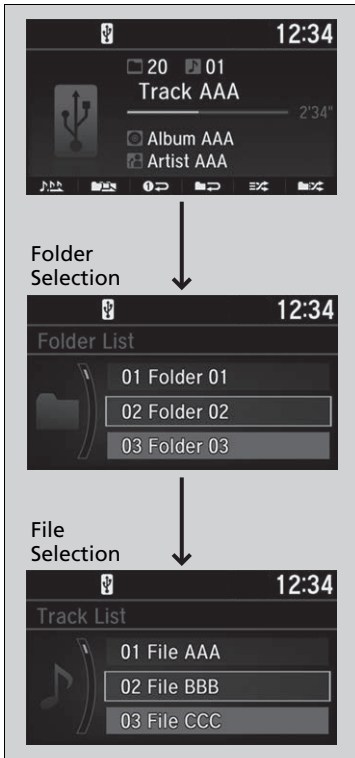 12:34
20 01
Track AAA
2'34"
Album AAA
Artist AAA
Folder
Selection
12:34
Folder List
01 Folder 01
02 Folder 02
03 Folder 03
File
Selection
12:34
Track List
01 File AAA
02 File BBB
03 File CCC